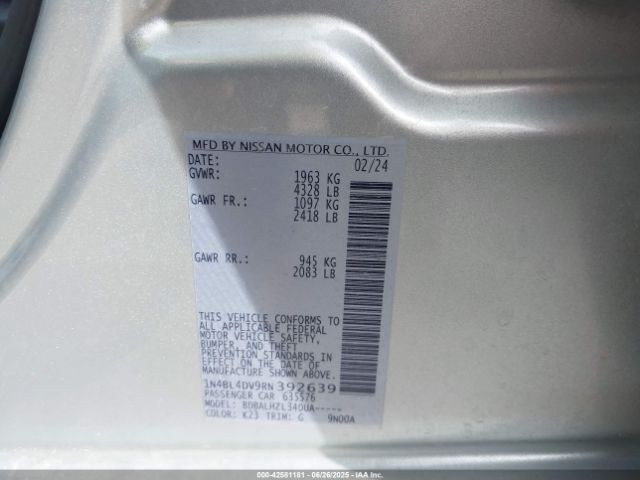 MFD BY NISSAN MOTOR CO., LTD.
DATE: 02/24
GVWR: 1963 KG
4328 LB
GAWR FR.: 1097 KG
2418 LB
GAWR RR.: 945 KG
2083 LB
THIS VEHICLE CONFORMS TO
ALL APPLICABLE FEDERAL
MOTOR VEHICLE SAFETY,
BUMPER, AND THEFT
PREVENTION STANDARDS IN
EFFECT ON THE DATE OF
MANUFACTURE SHOWN ABOVE.
1N4BL4DV9RN392639
PASSENGER CAR 635576
MODEL: BDBALHZL340UA-----
COLOR: K23 TRIM: G 9N00A
000-42581181 | 06/26/2025 | © IAA Inc.